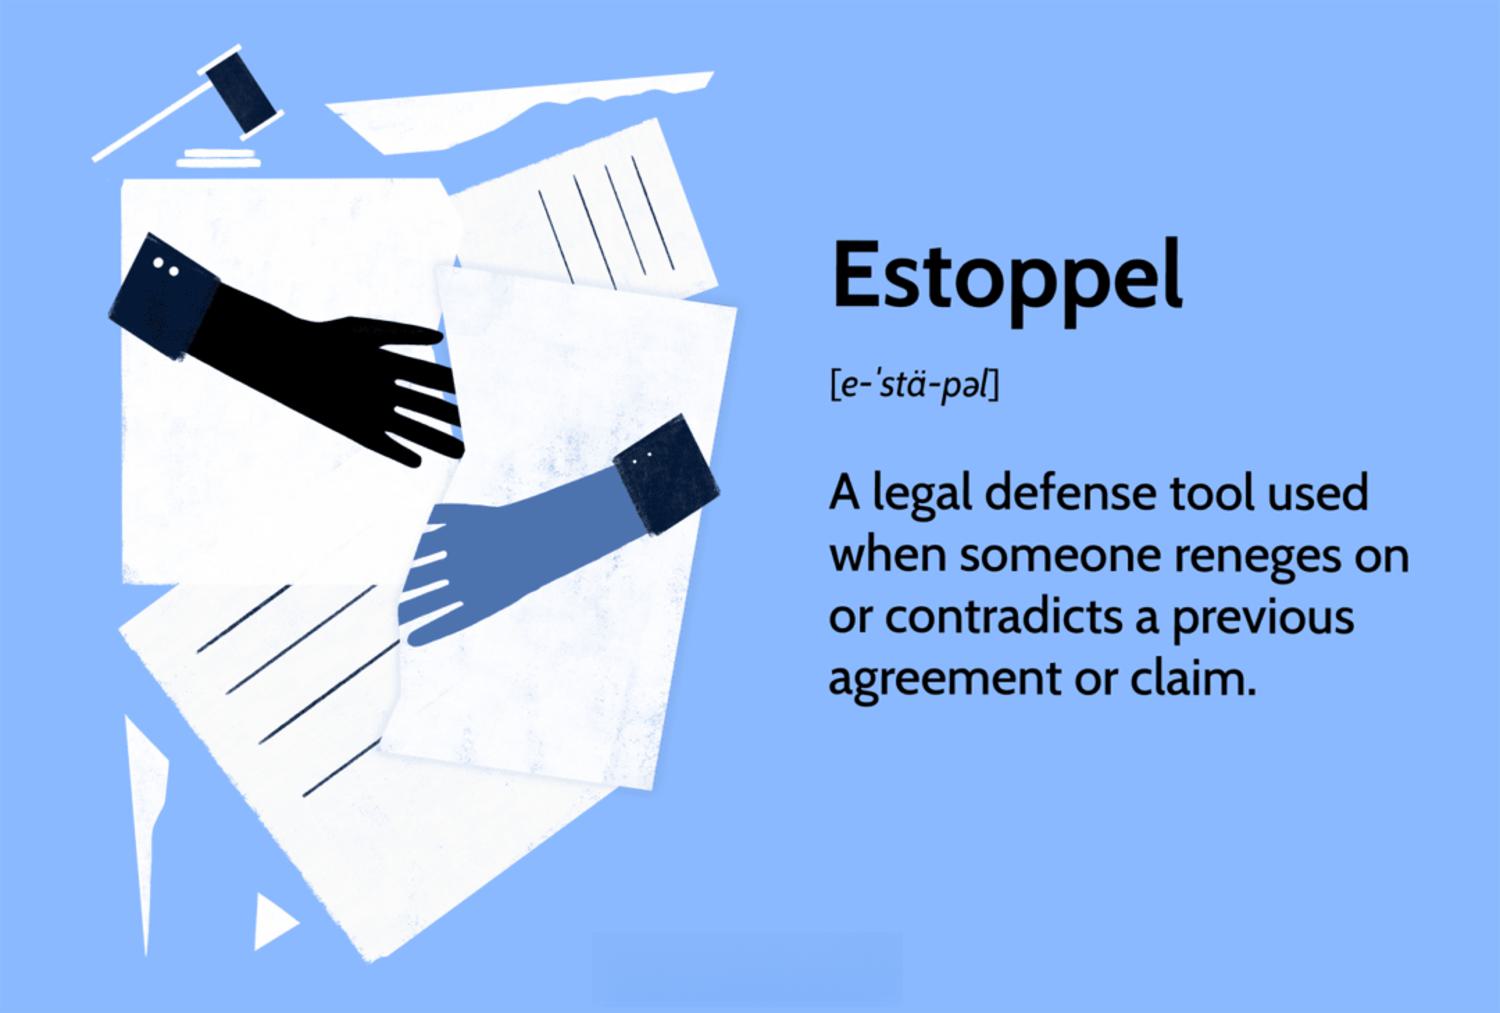 Estoppel
[e-ˈstä-pəl]
A legal defense tool used
when someone reneges on
or contradicts a previous
agreement or claim.